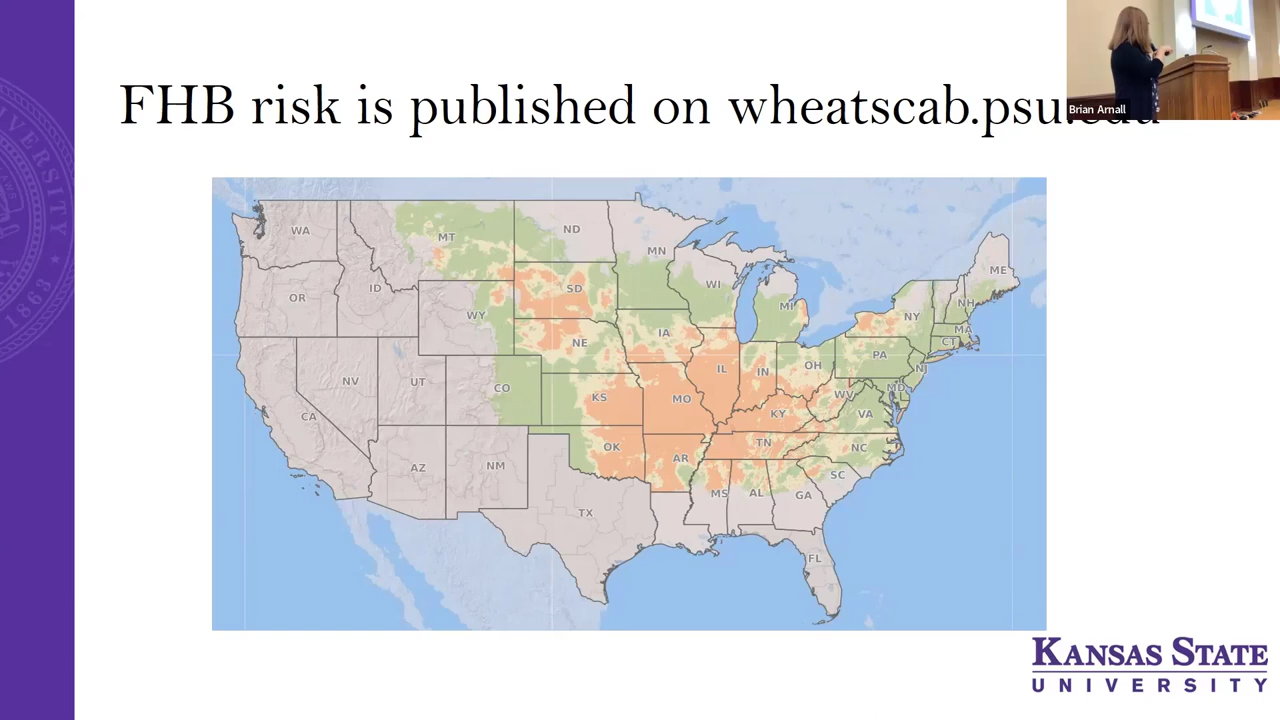 FHB risk is published on wheatscab.psu.edu
Brian Arnall
WA
MT
ND
MN
ME
OR
ID
SD
WI
MI
NY
NH
WY
IA
MA
CT
NE
PA
NJ
NV
UT
CO
IL
IN
OH
MD
WV
KS
MO
KY
VA
CA
OK
TN
NC
AZ
NM
AR
SC
MS
AL
GA
TX
FL
KANSAS STATE
UNIVERSITY
1863